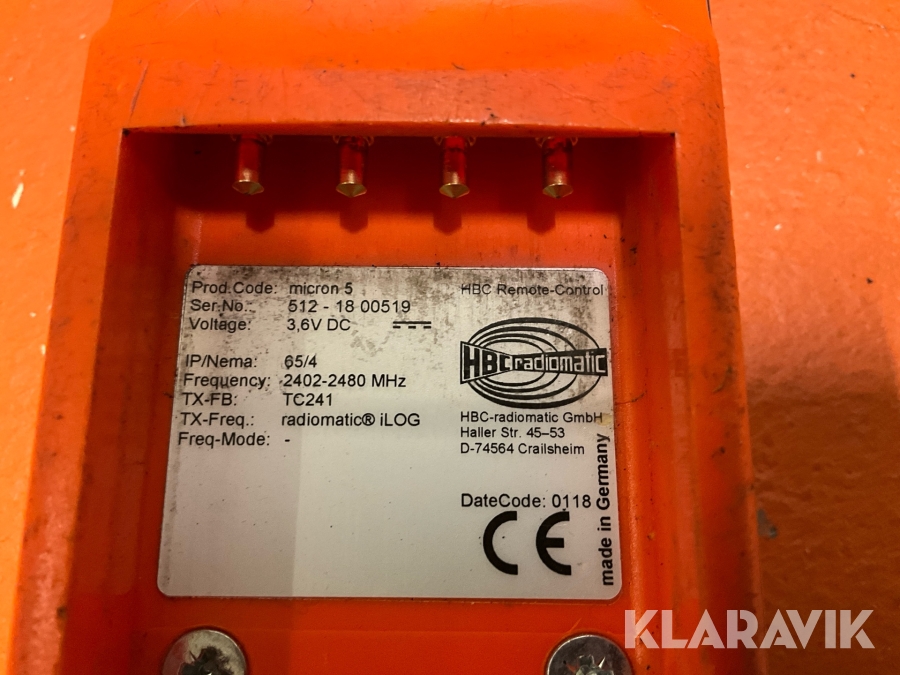 Prod.Code: micron 5
Ser.No.: 512 - 18 00519
Voltage: 3,6V DC
IP/Nema: 65/4
Frequency: 2402-2480 MHz
TX-FB: TC241
TX-Freq.: radiomatic® iLOG
Freq-Mode: -
HBC Remote-Control
HBC radiomatic
HBC-radiomatic GmbH
Haller Str. 45–53
D-74564 Crailsheim
DateCode: 0118
CE
made in Germany
KLARAVIK